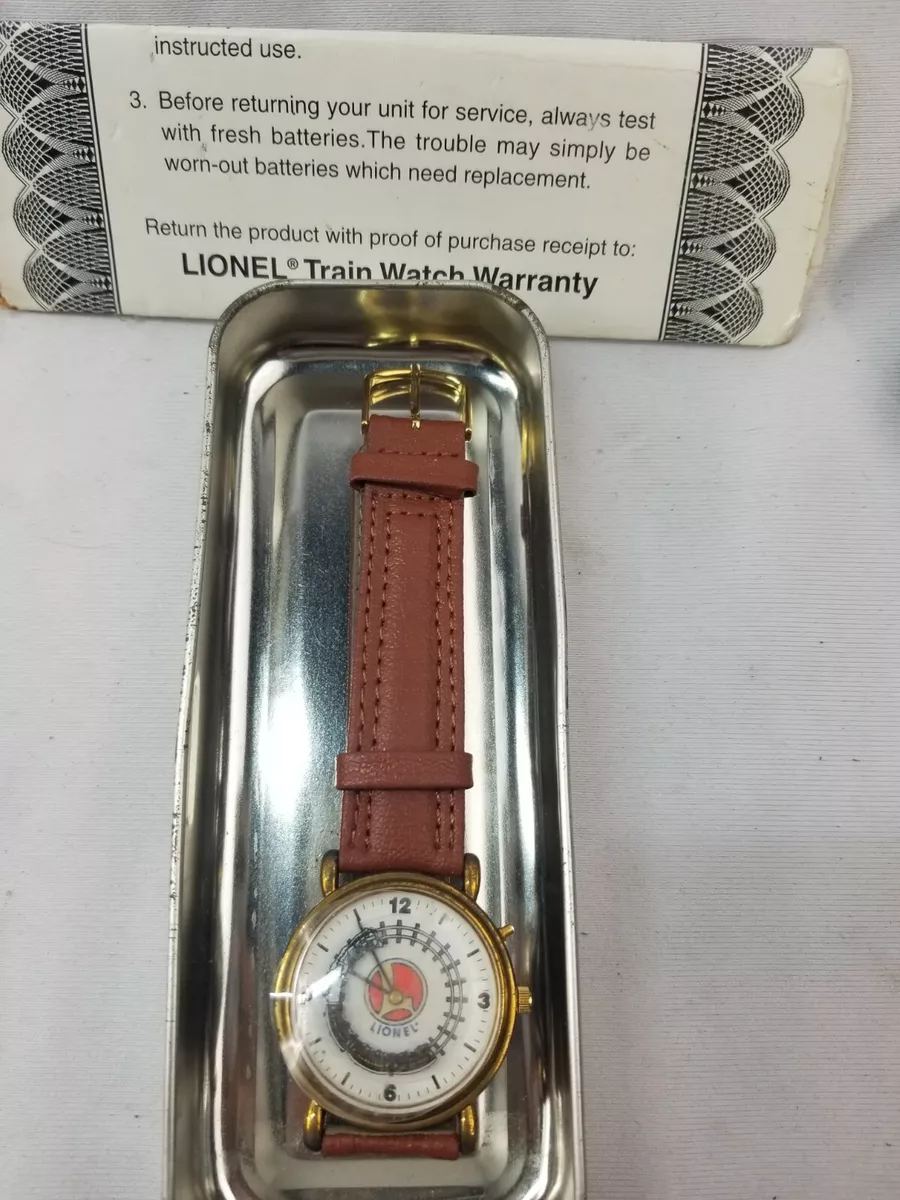 instructed use.
3. Before returning your unit for service, always test
with fresh batteries.The trouble may simply be
worn-out batteries which need replacement.
Return the product with proof of purchase receipt to:
LIONEL® Train Watch Warranty
12
3
LIONEL®
6